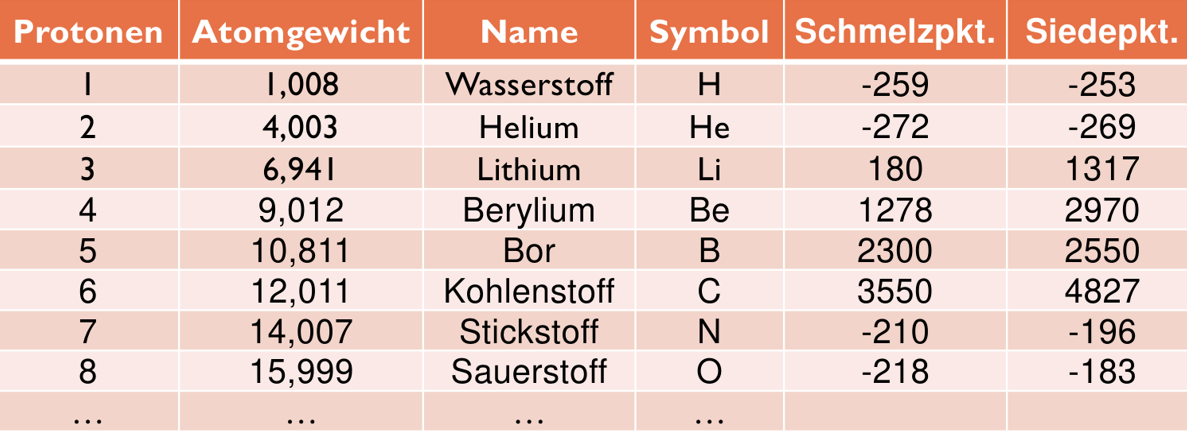 Protonen Atomgewicht Name Symbol Schmelzpkt. Siedepkt.
1 1,008 Wasserstoff H -259 -253
2 4,003 Helium He -272 -269
3 6,941 Lithium Li 180 1317
4 9,012 Berylium Be 1278 2970
5 10,811 Bor B 2300 2550
6 12,011 Kohlenstoff C 3550 4827
7 14,007 Stickstoff N -210 -196
8 15,999 Sauerstoff O -218 -183
… … … …